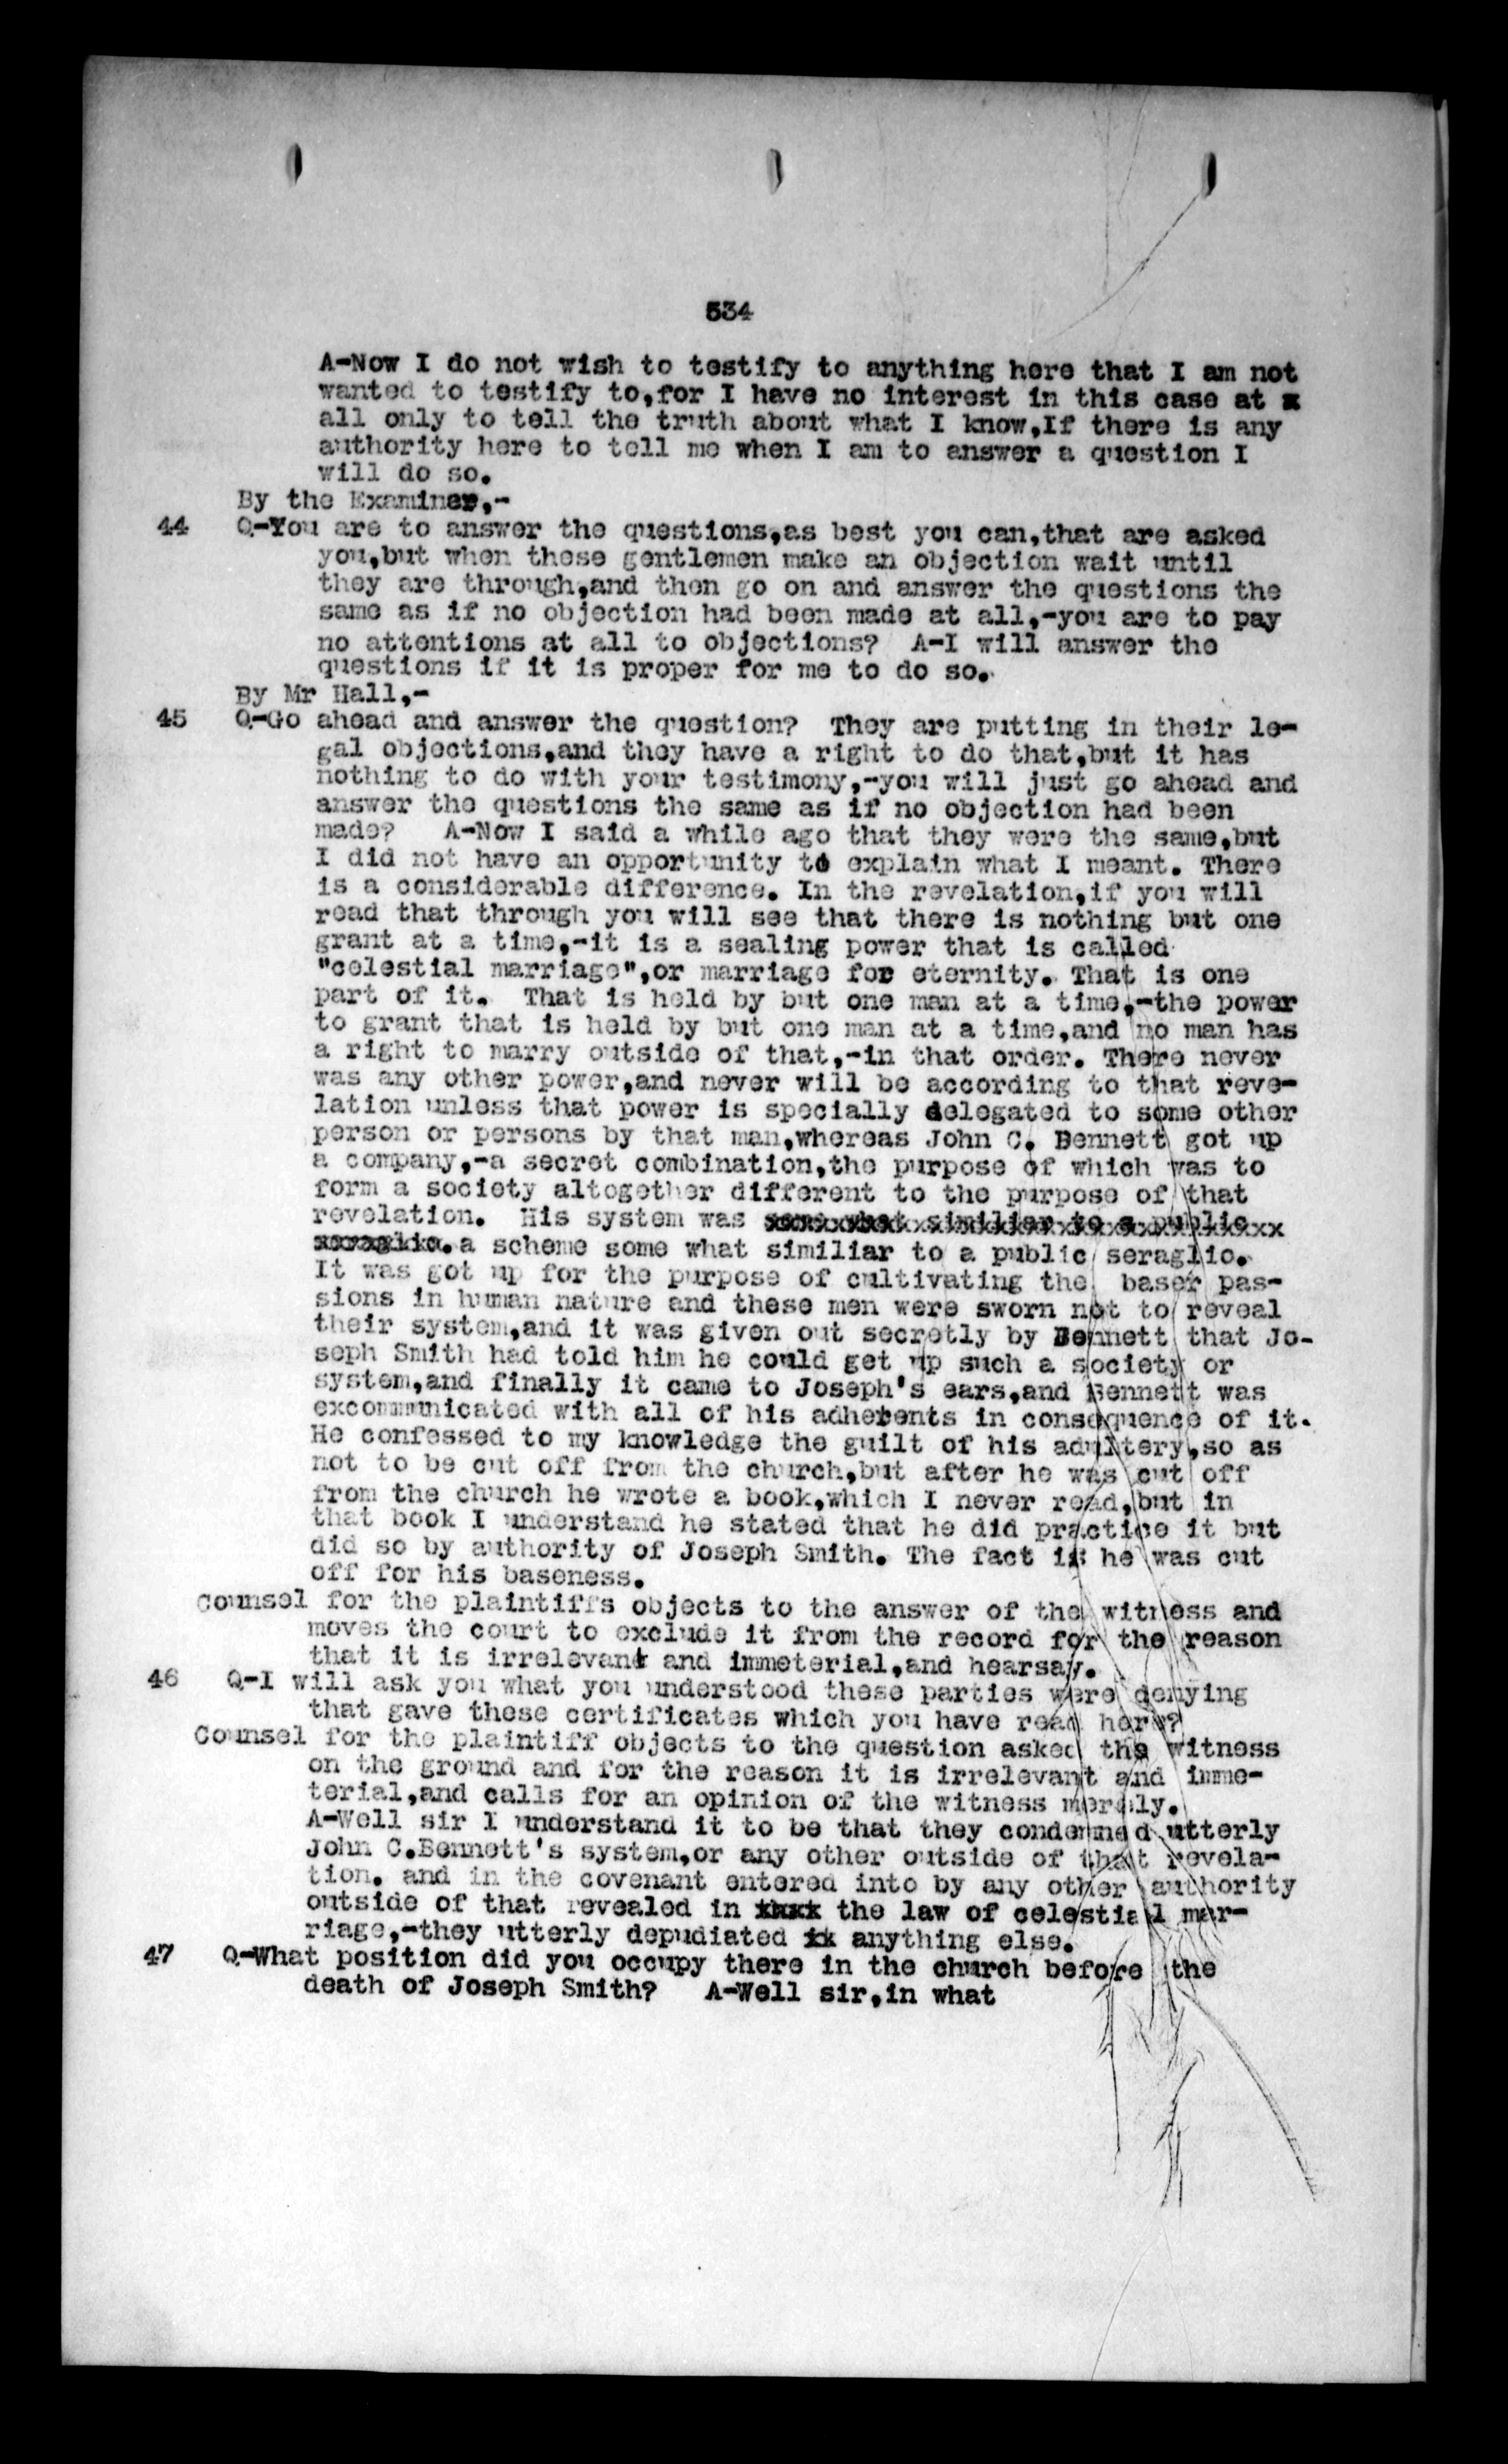 534
A-Now I do not wish to testify to anything here that I am not
wanted to testify to,for I have no interest in this case at x
all only to tell the truth about what I know,If there is any
authority here to tell me when I am to answer a question I
will do so.
By the Examiner,-
44 Q-You are to answer the questions,as best you can,that are asked
you,but when these gentlemen make an objection wait until
they are through,and then go on and answer the questions the
same as if no objection had been made at all,-you are to pay
no attentions at all to objections? A-I will answer the
questions if it is proper for me to do so.
By Mr Hall,-
45 Q-Go ahead and answer the question? They are putting in their le-
gal objections,and they have a right to do that,but it has
nothing to do with your testimony,-you will just go ahead and
answer the questions the same as if no objection had been
made? A-Now I said a while ago that they were the same,but
I did not have an opportunity to explain what I meant. There
is a considerable difference. In the revelation,if you will
read that through you will see that there is nothing but one
grant at a time,-it is a sealing power that is called
"celestial marriage",or marriage for eternity. That is one
part of it. That is held by but one man at a time,-the power
to grant that is held by but one man at a time,and no man has
a right to marry outside of that,-in that order. There never
was any other power,and never will be according to that reve-
lation unless that power is specially delegated to some other
person or persons by that man,whereas John C. Bennett got up
a company,-a secret combination,the purpose of which was to
form a society altogether different to the purpose of that
revelation. His system was some what similiar to a public
seraglio. a scheme some what similiar to a public seraglio.
It was got up for the purpose of cultivating the baser pas-
sions in human nature and these men were sworn not to reveal
their system,and it was given out secretly by Bennett that Jo-
seph Smith had told him he could get up such a society or
system,and finally it came to Joseph's ears,and Bennett was
excommunicated with all of his adherents in consequence of it.
He confessed to my knowledge the guilt of his adultery,so as
not to be cut off from the church,but after he was cut off
from the church he wrote a book,which I never read,but in
that book I understand he stated that he did practice it but
did so by authority of Joseph Smith. The fact is he was cut
off for his baseness.
Counsel for the plaintiffs objects to the answer of the witness and
moves the court to exclude it from the record for the reason
that it is irrelevant and immeterial,and hearsay.
46 Q-I will ask you what you understood these parties were denying
that gave these certificates which you have read here?
Counsel for the plaintiff objects to the question asked the witness
on the ground and for the reason it is irrelevant and imme-
terial,and calls for an opinion of the witness merely.
A-Well sir I understand it to be that they condemned utterly
John C.Bennett's system,or any other outside of that revela-
tion. and in the covenant entered into by any other authority
outside of that revealed in the law of celestial mar-
riage,-they utterly depudiated anything else.
47 Q-What position did you occupy there in the church before the
death of Joseph Smith? A-Well sir,in what